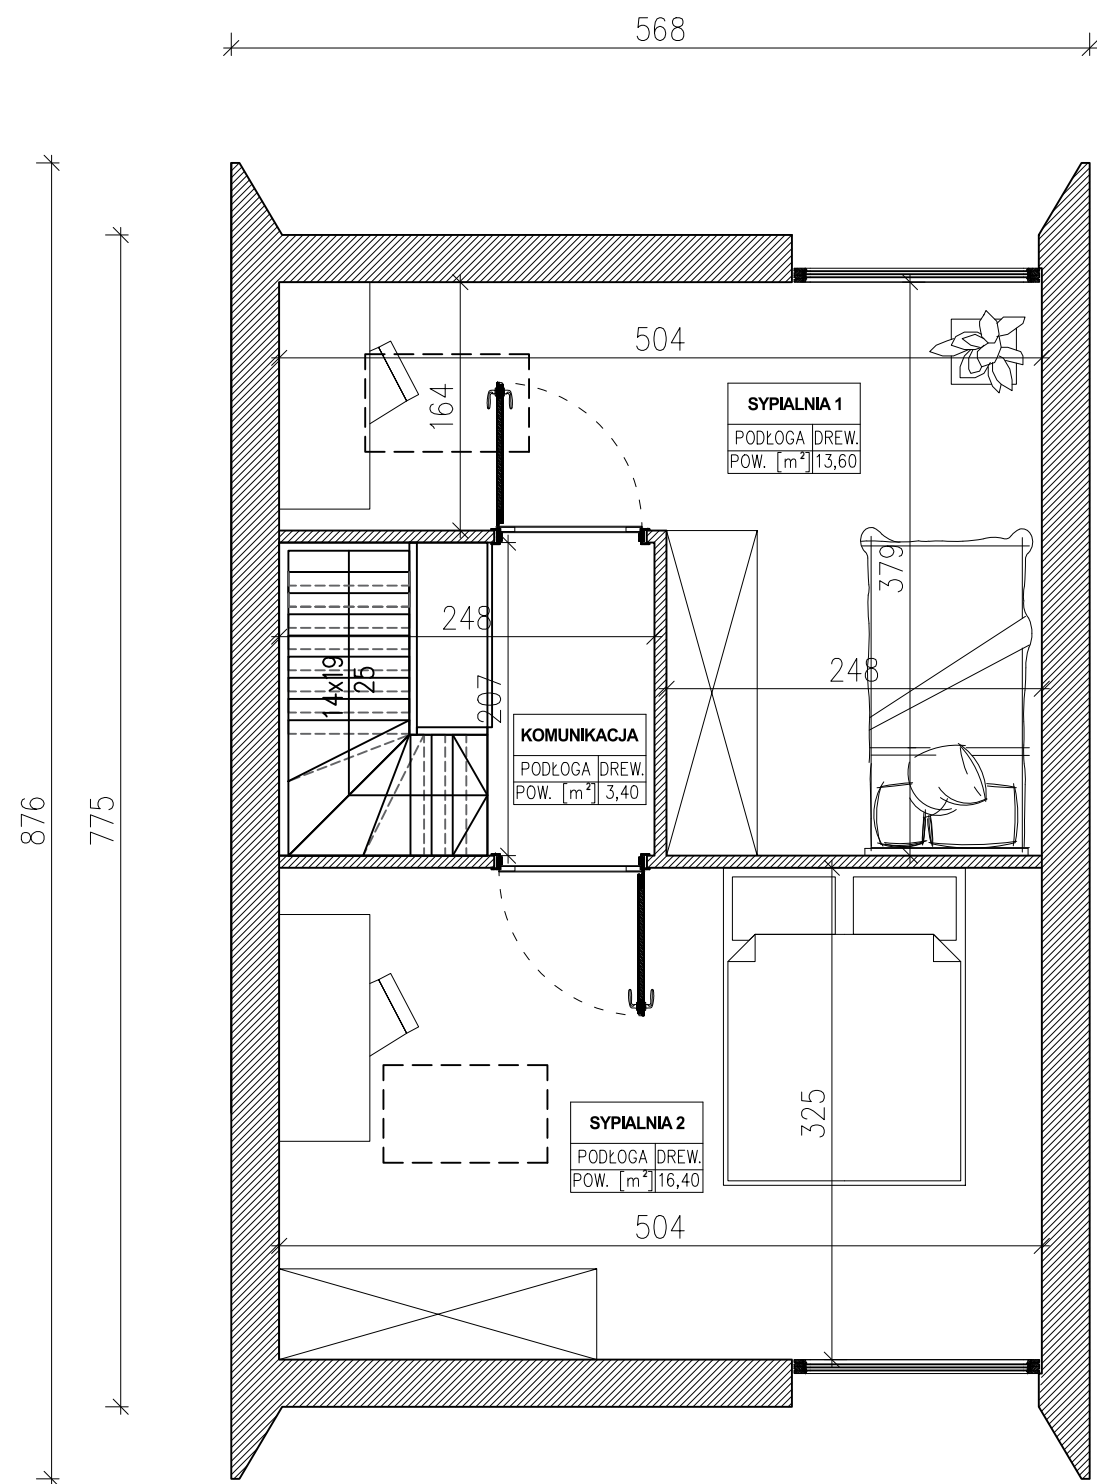 568
876
775
504
164
SYPIALNIA 1
PODŁOGA DREW.
POW. [m²] 13,60
379
248
248
14x19
25
207
KOMUNIKACJA
PODŁOGA DREW.
POW. [m²] 3,40
325
SYPIALNIA 2
PODŁOGA DREW.
POW. [m²] 16,40
504